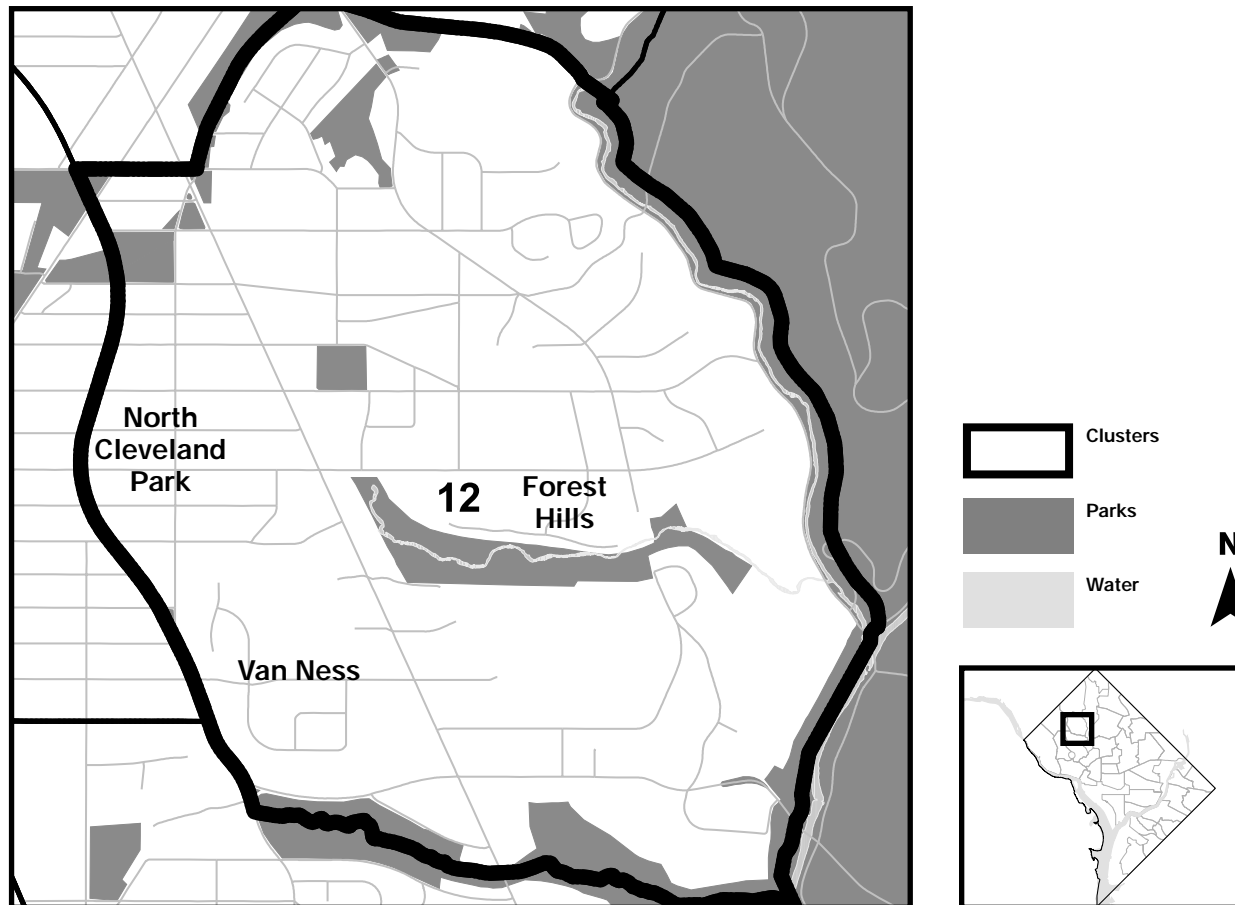 North
Cleveland
Park
12
Forest
Hills
Van Ness
Clusters
Parks
Water
N